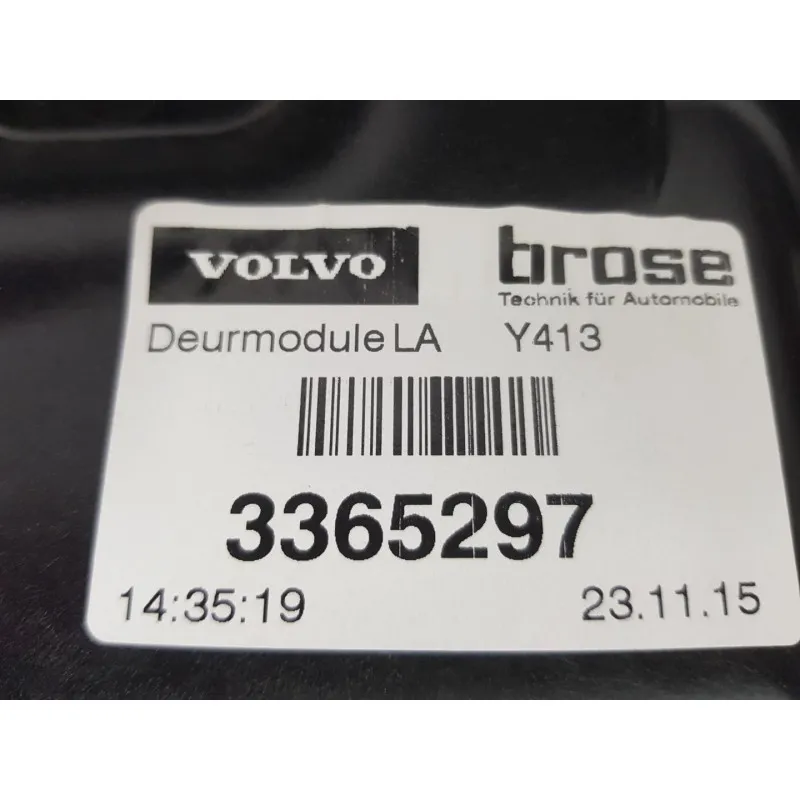 VOLVO brose
Technik für Automobile
Deurmodule LA Y413
3365297
14:35:19 23.11.15